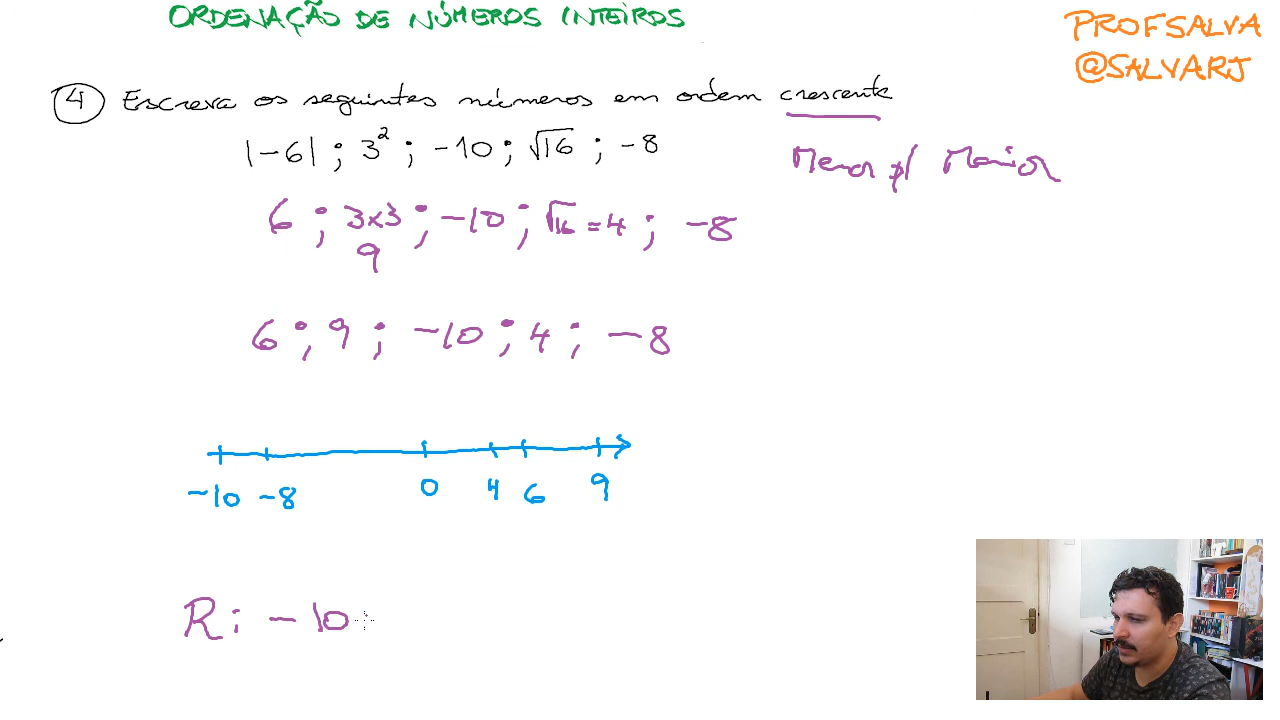 ORDENAÇÃO DE NÚMEROS INTEIROS
PROFSALVA
@SALVARJ
4 Escreva os seguintes números em ordem crescente
|-6| ; 3² ; -10 ; √16 ; -8
Menor p/ Maior
6 ; 3x3 ; -10 ; √16 = 4 ; -8
9
6 ; 9 ; -10 ; 4 ; -8
-10 -8 0 4 6 9
R: -10